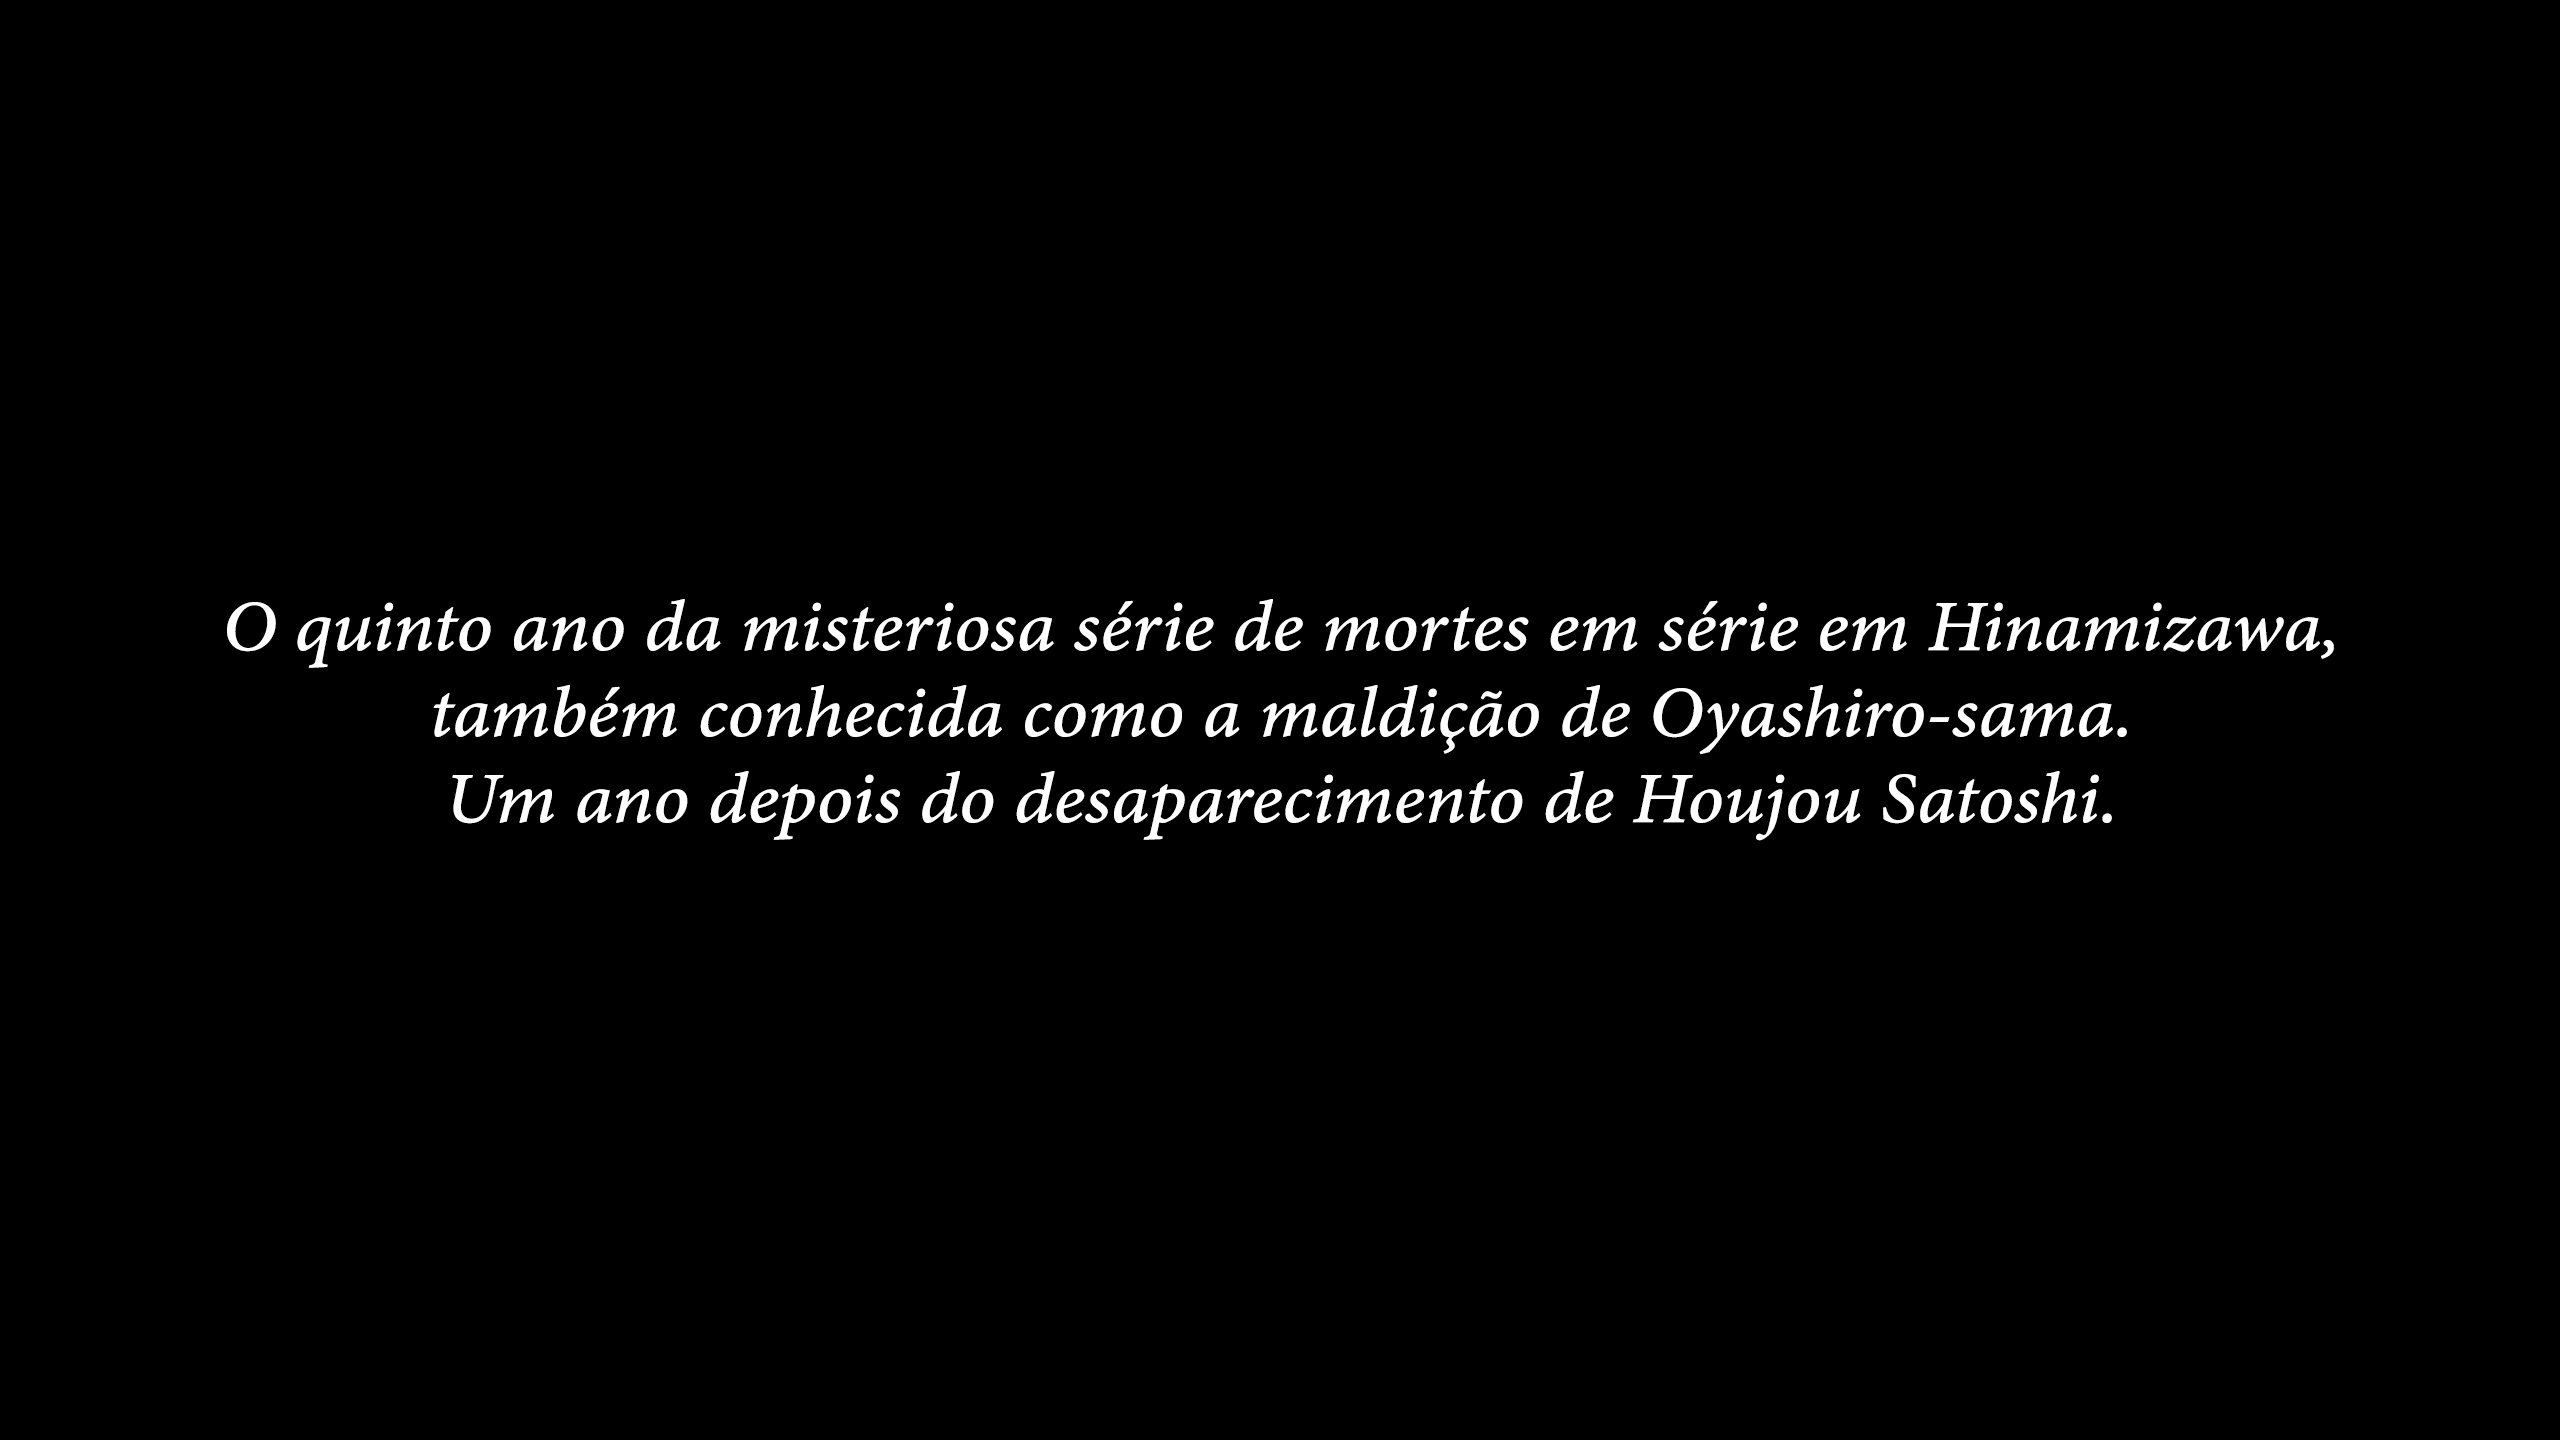 O quinto ano da misteriosa série de mortes em série em Hinamizawa,
também conhecida como a maldição de Oyashiro-sama.
Um ano depois do desaparecimento de Houjou Satoshi.